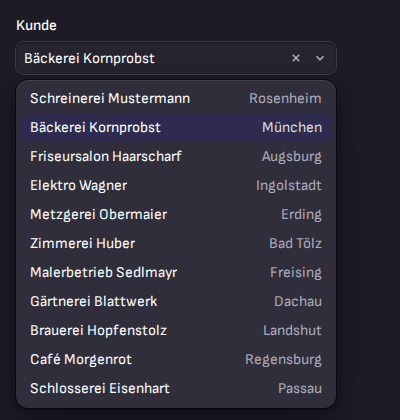 Kunde
Bäckerei Kornprobst
Schreinerei Mustermann Rosenheim
Bäckerei Kornprobst München
Friseursalon Haarscharf Augsburg
Elektro Wagner Ingolstadt
Metzgerei Obermaier Erding
Zimmerei Huber Bad Tölz
Malerbetrieb Sedlmayr Freising
Gärtnerei Blattwerk Dachau
Brauerei Hopfenstolz Landshut
Café Morgenrot Regensburg
Schlosserei Eisenhart Passau